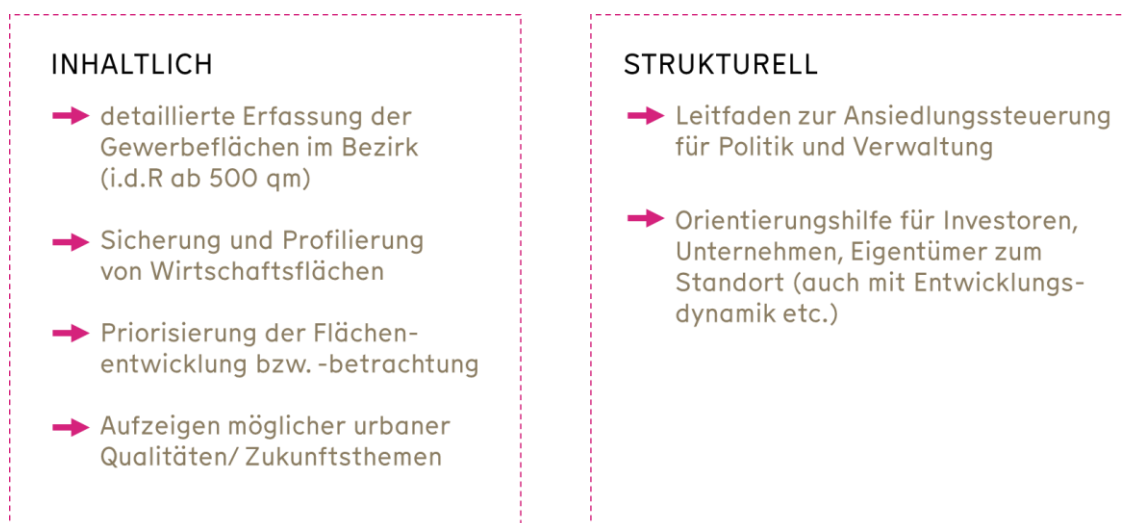 INHALTLICH
detaillierte Erfassung der
Gewerbeflächen im Bezirk
(i.d.R ab 500 qm)
Sicherung und Profilierung
von Wirtschaftsflächen
Priorisierung der Flächen-
entwicklung bzw. -betrachtung
Aufzeigen möglicher urbaner
Qualitäten/ Zukunftsthemen
STRUKTURELL
Leitfaden zur Ansiedlungssteuerung
für Politik und Verwaltung
Orientierungshilfe für Investoren,
Unternehmen, Eigentümer zum
Standort (auch mit Entwicklungs-
dynamik etc.)